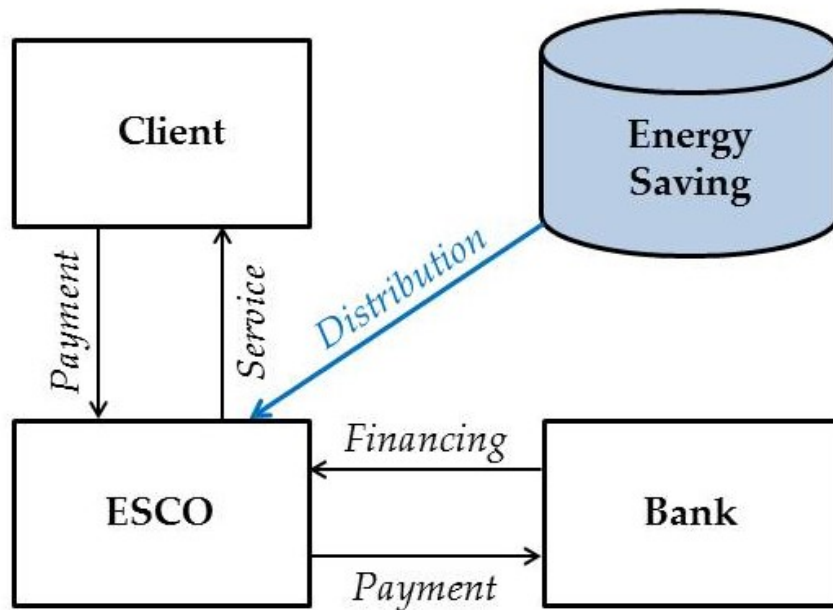 Client
Energy
Saving
Payment
Service
Distribution
ESCO
Financing
Payment
Bank